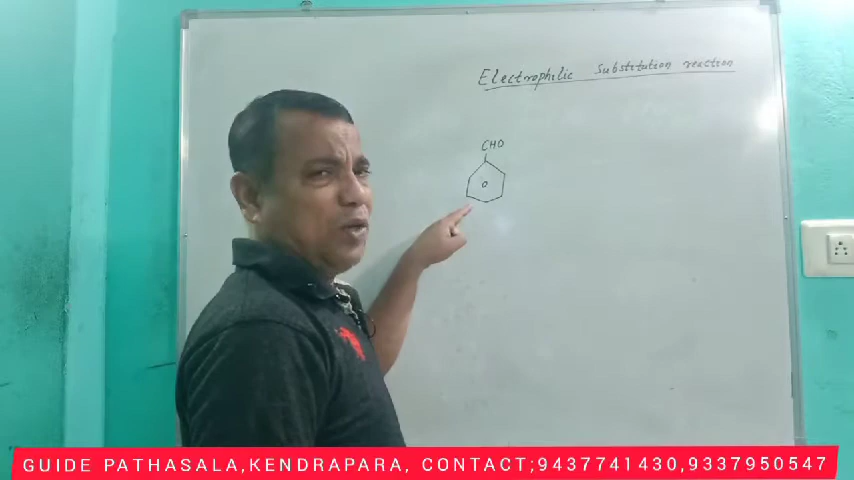 Electrophilic Substitution reaction
CHO
GUIDE PATHASALA,KENDRAPARA, CONTACT;9437741430,9337950547